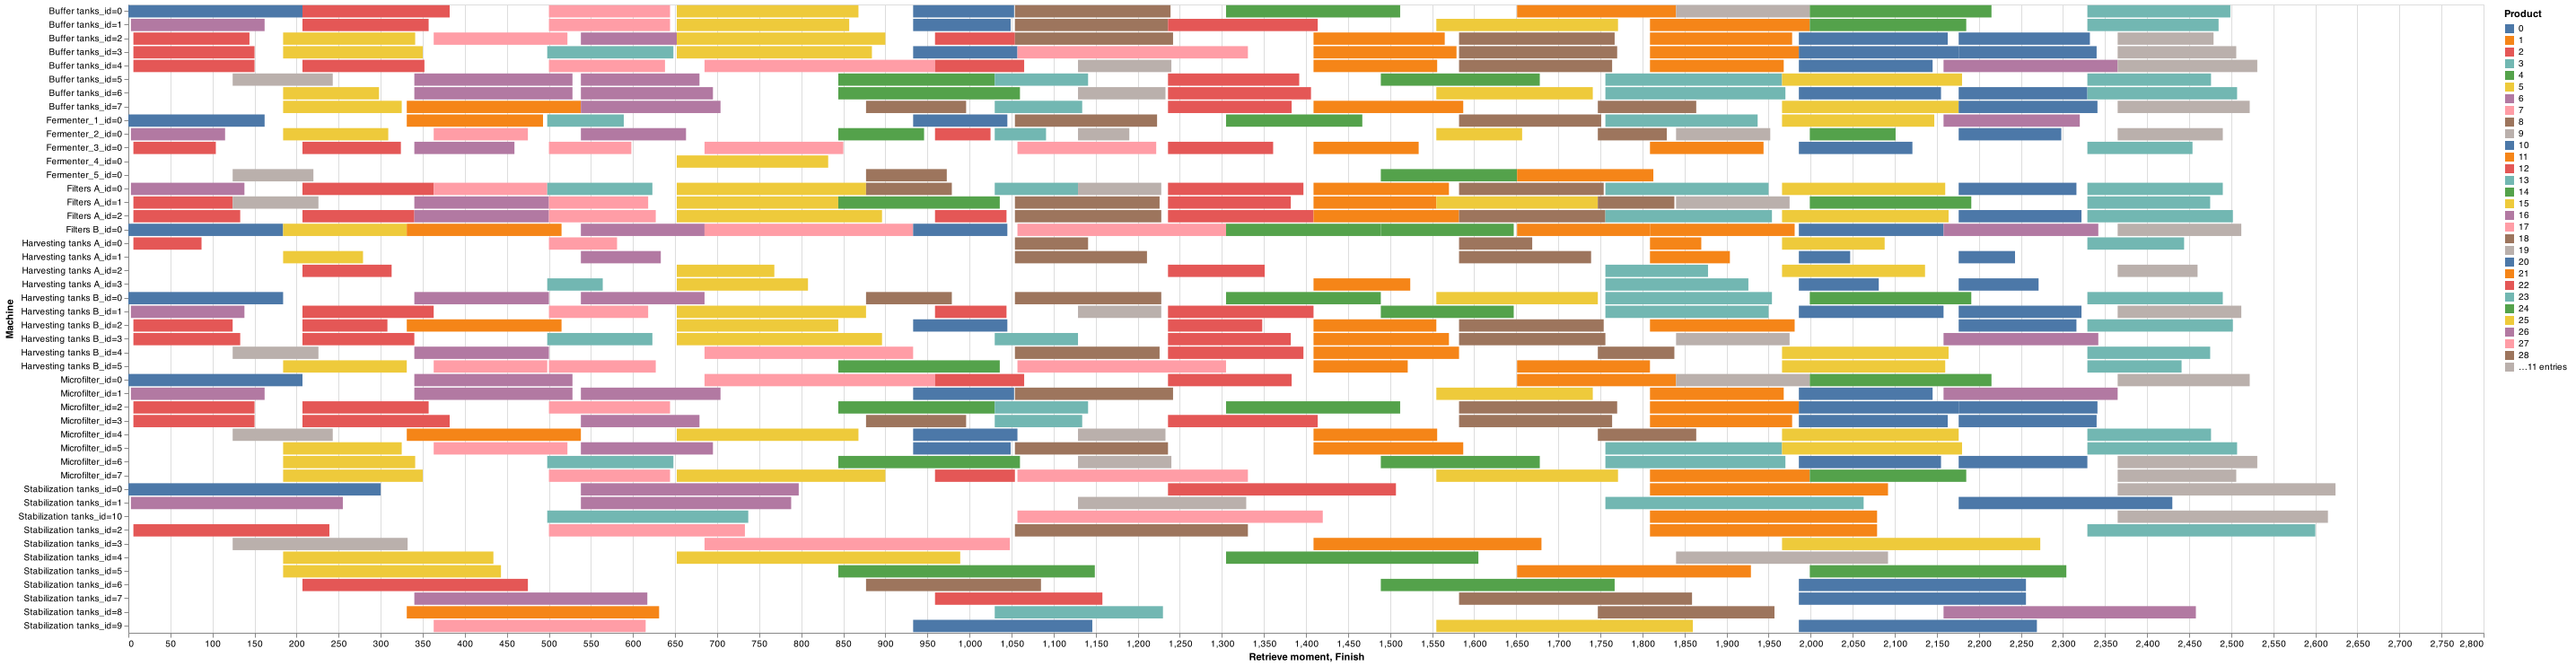 Machine
Buffer tanks_id=0
Buffer tanks_id=1
Buffer tanks_id=2
Buffer tanks_id=3
Buffer tanks_id=4
Buffer tanks_id=5
Buffer tanks_id=6
Buffer tanks_id=7
Fermenter_1_id=0
Fermenter_2_id=0
Fermenter_3_id=0
Fermenter_4_id=0
Fermenter_5_id=0
Filters A_id=0
Filters A_id=1
Filters A_id=2
Filters B_id=0
Harvesting tanks A_id=0
Harvesting tanks A_id=1
Harvesting tanks A_id=2
Harvesting tanks A_id=3
Harvesting tanks B_id=0
Harvesting tanks B_id=1
Harvesting tanks B_id=2
Harvesting tanks B_id=3
Harvesting tanks B_id=4
Harvesting tanks B_id=5
Microfilter_id=0
Microfilter_id=1
Microfilter_id=2
Microfilter_id=3
Microfilter_id=4
Microfilter_id=5
Microfilter_id=6
Microfilter_id=7
Stabilization tanks_id=0
Stabilization tanks_id=1
Stabilization tanks_id=10
Stabilization tanks_id=2
Stabilization tanks_id=3
Stabilization tanks_id=4
Stabilization tanks_id=5
Stabilization tanks_id=6
Stabilization tanks_id=7
Stabilization tanks_id=8
Stabilization tanks_id=9
0 50 100 150 200 250 300 350 400 450 500 550 600 650 700 750 800 850 900 950 1,000 1,050 1,100 1,150 1,200 1,250 1,300 1,350 1,400 1,450 1,500 1,550 1,600 1,650 1,700 1,750 1,800 1,850 1,900 1,950 2,000 2,050 2,100 2,150 2,200 2,250 2,300 2,350 2,400 2,450 2,500 2,550 2,600 2,650 2,700 2,750 2,800
Retrieve moment, Finish
Product
0
1
2
3
4
5
6
7
8
9
10
11
12
13
14
15
16
17
18
19
20
21
22
23
24
25
26
27
28
…11 entries